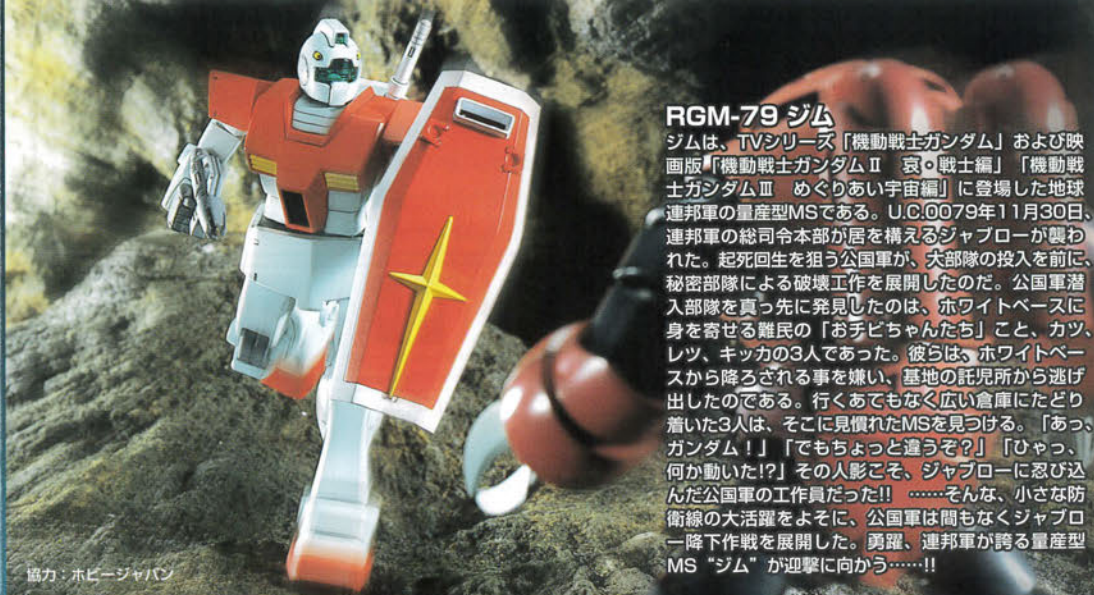 RGM-79 ジム
ジムは、TVシリーズ「機動戦士ガンダム」および映
画版「機動戦士ガンダムⅡ　哀・戦士編」「機動戦
士ガンダムⅢ　めぐりあい宇宙編」に登場した地球
連邦軍の量産型MSである。U.C.0079年11月30日、
連邦軍の総司令本部が居を構えるジャブローが襲わ
れた。起死回生を狙う公国軍が、大部隊の投入を前に、
秘密部隊による破壊工作を展開したのだ。公国軍潜
入部隊を真っ先に発見したのは、ホワイトベースに
身を寄せる難民の「おチビちゃんたち」こと、カツ、
レツ、キッカの3人であった。彼らは、ホワイトベー
スから降ろされる事を嫌い、基地の託児所から逃げ
出したのである。行くあてもなく広い倉庫にたどり
着いた3人は、そこに見慣れたMSを見つける。「あっ、
ガンダム！」「でもちょっと違うぞ？」「ひゃっ、
何か動いた!?」その人影こそ、ジャブローに忍び込
んだ公国軍の工作員だった!!　……そんな、小さな防
衛線の大活躍をよそに、公国軍は間もなくジャブロ
ー降下作戦を展開した。勇躍、連邦軍が誇る量産型
MS“ジム”が迎撃に向かう……!!
協力：ホビージャパン